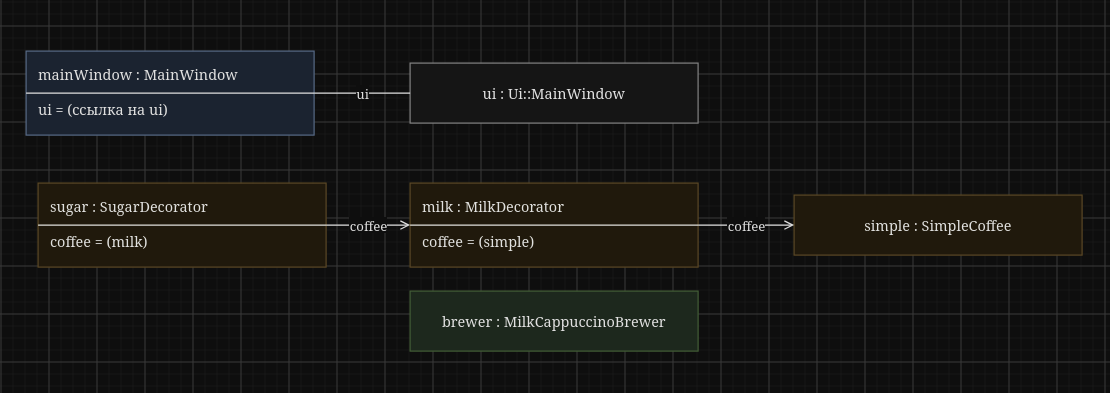 mainWindow : MainWindow
ui = (ссылка на ui)
ui
ui : Ui::MainWindow
sugar : SugarDecorator
coffee = (milk)
coffee
milk : MilkDecorator
coffee = (simple)
coffee
simple : SimpleCoffee
brewer : MilkCappuccinoBrewer